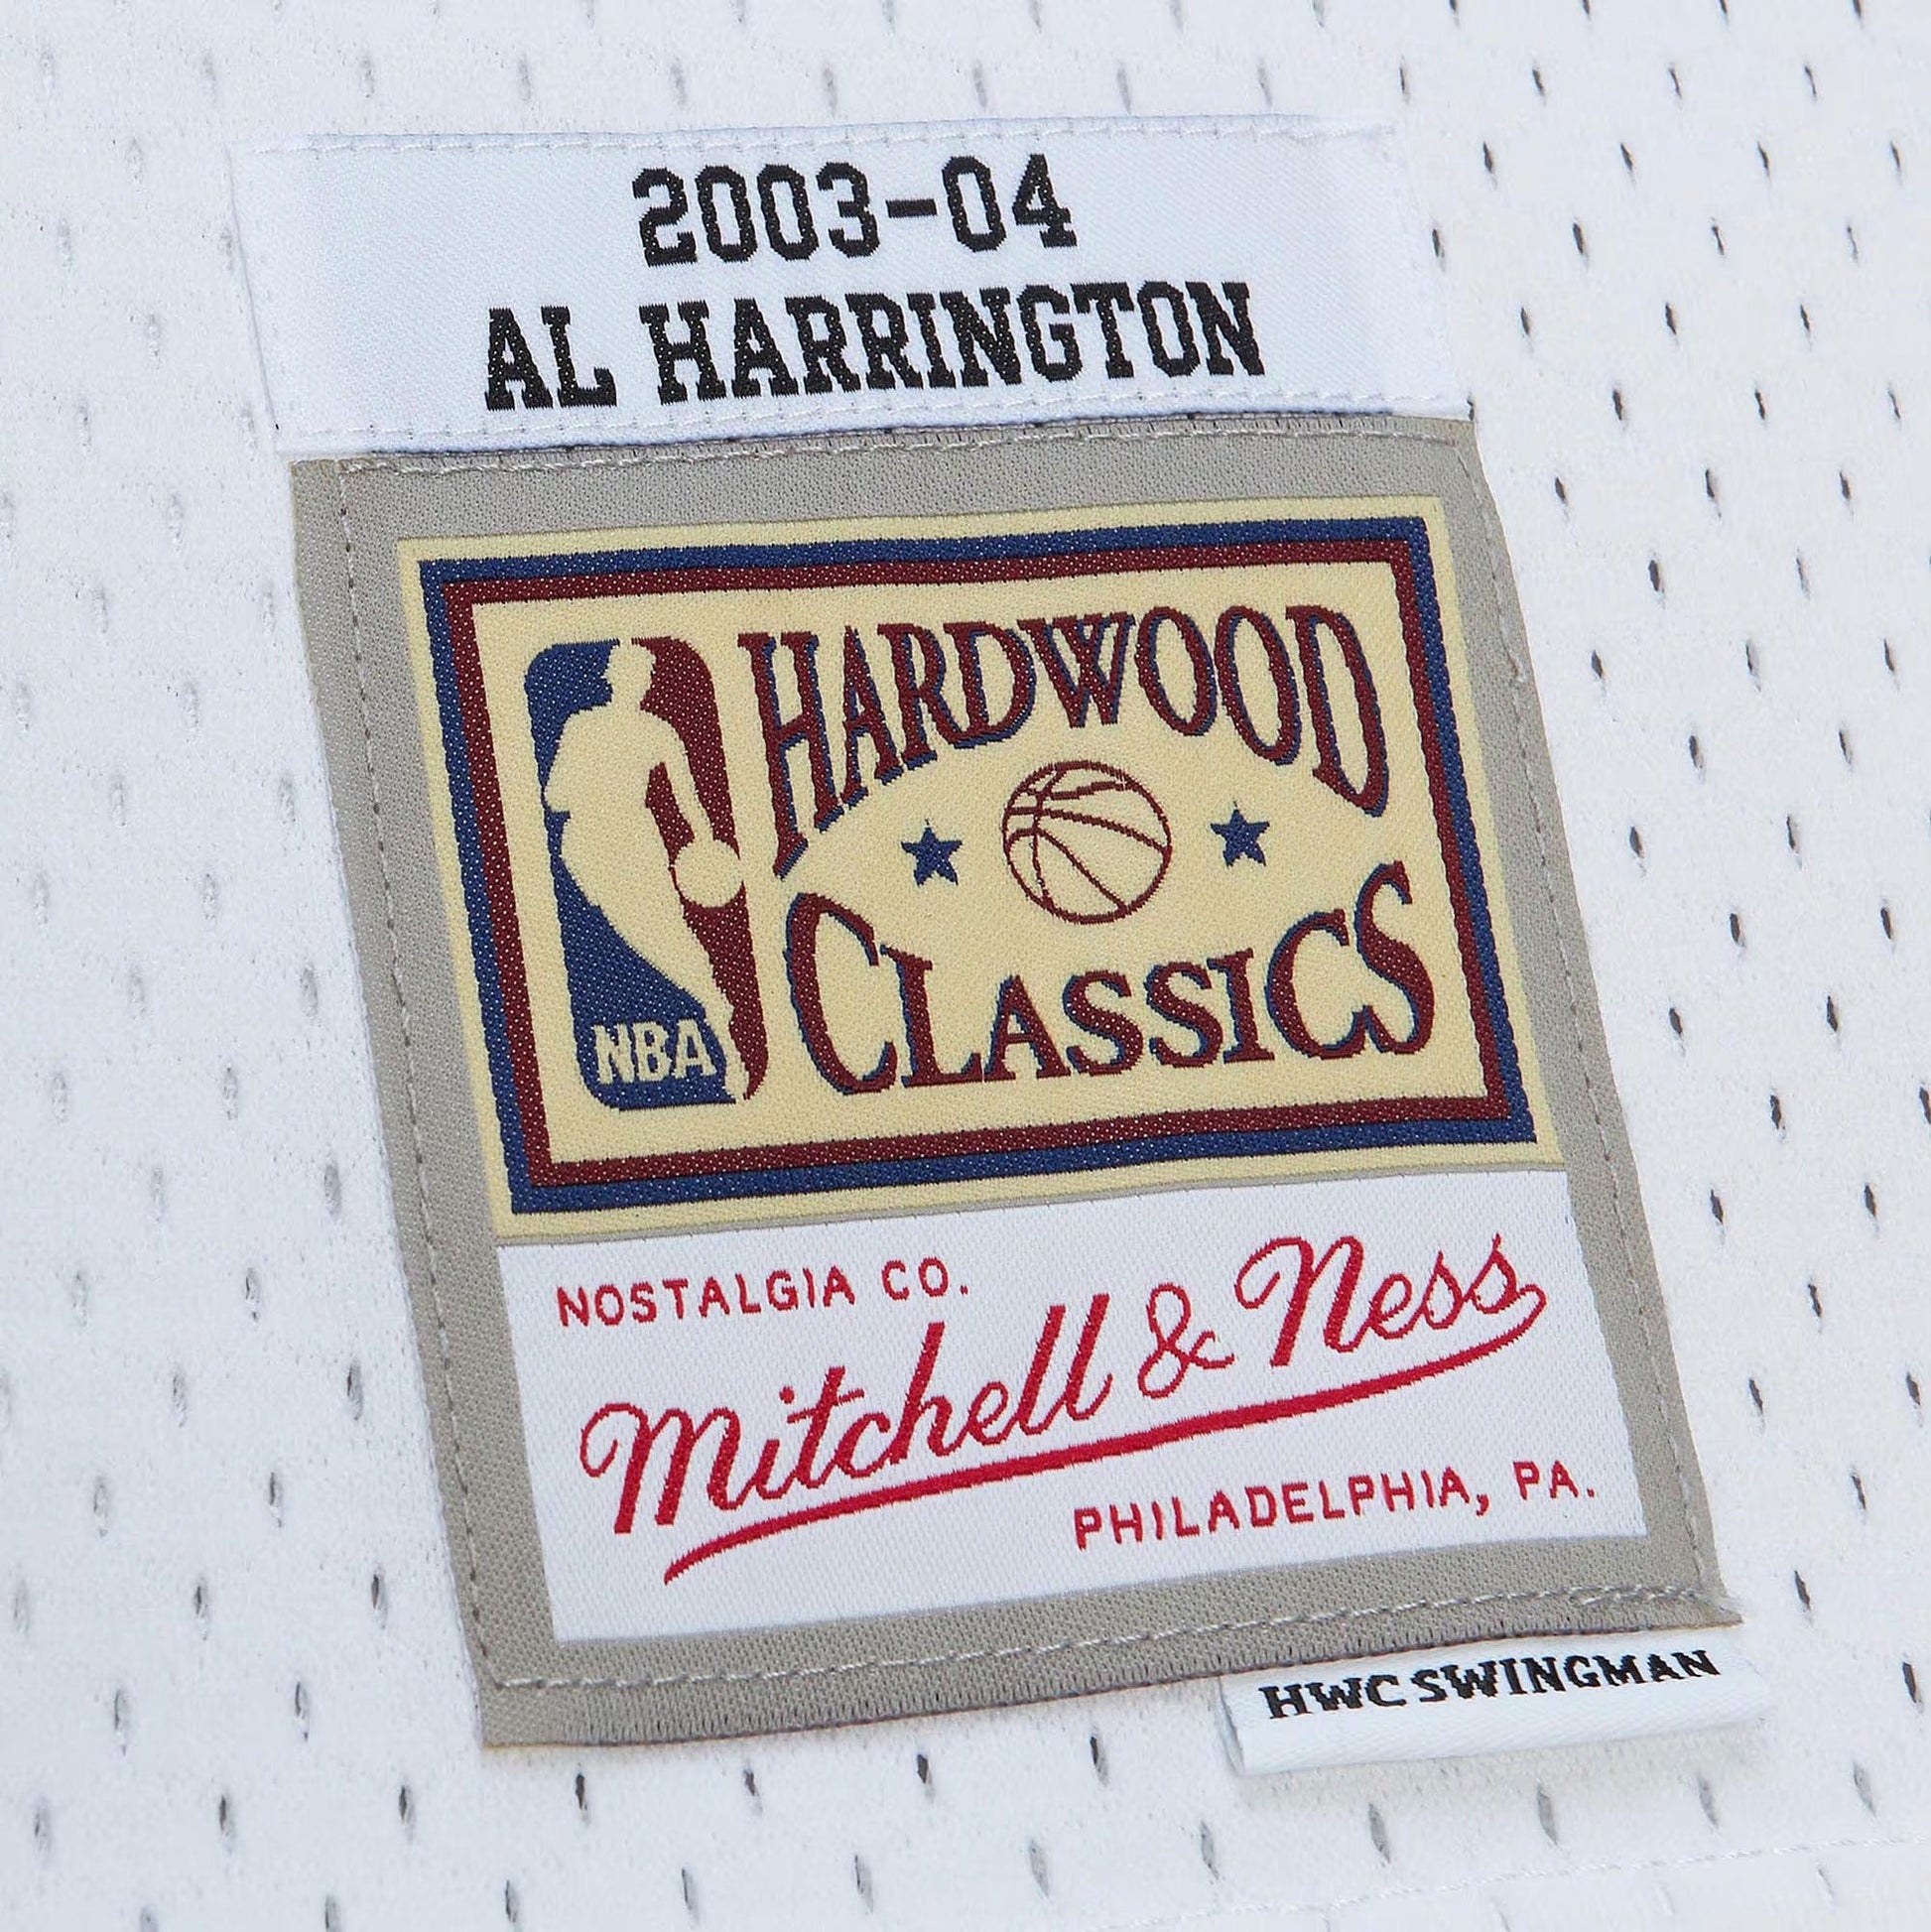 2003-04
AL HARRINGTON
HARDWOOD
CLASSICS
NBA
NOSTALGIA CO.
Mitchell & Ness
PHILADELPHIA, PA.
HWC SWINGMAN